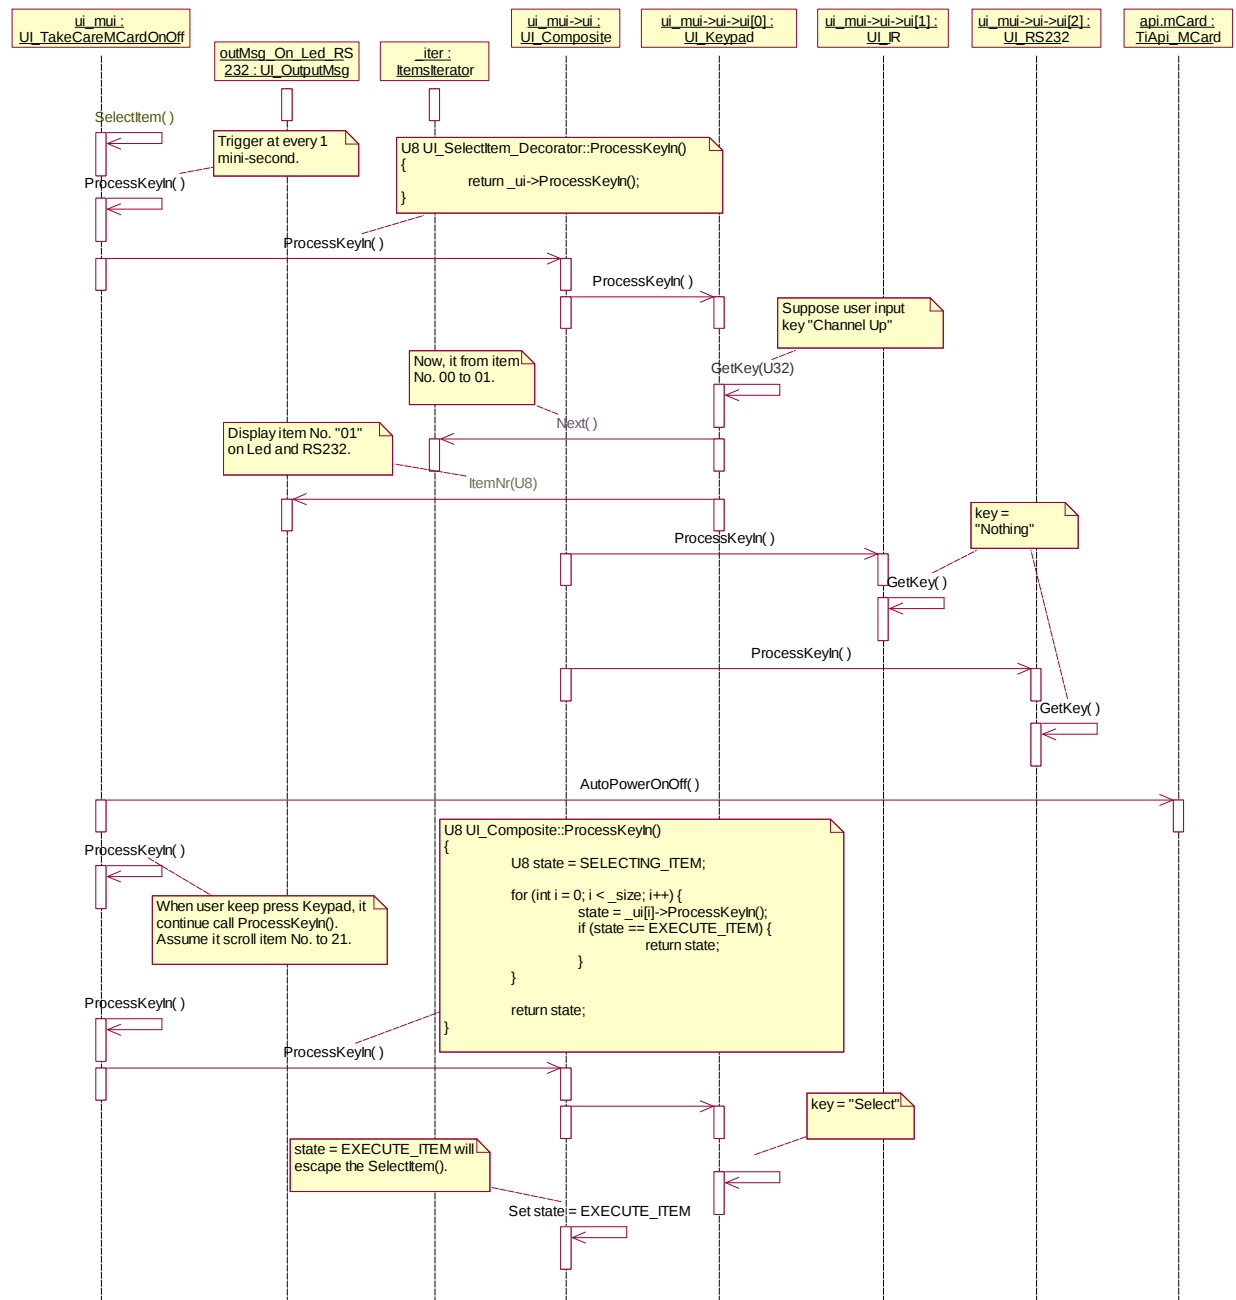 ui_mui :
UI_TakeCareMCardOnOff
outMsg_On_Led_RS
232 : UI_OutputMsg
_iter :
ItemsIterator
ui_mui->ui :
UI_Composite
ui_mui->ui->ui[0] :
UI_Keypad
ui_mui->ui->ui[1] :
UI_IR
ui_mui->ui->ui[2] :
UI_RS232
api.mCard :
TiApi_MCard
SelectItem( )
Trigger at every 1
mini-second.
ProcessKeyIn( )
U8 UI_SelectItem_Decorator::ProcessKeyIn()
{
return _ui->ProcessKeyIn();
}
ProcessKeyIn( )
ProcessKeyIn( )
Suppose user input
key "Channel Up"
GetKey(U32)
Now, it from item
No. 00 to 01.
Next( )
Display item No. "01"
on Led and RS232.
ItemNr(U8)
key =
"Nothing"
ProcessKeyIn( )
GetKey( )
ProcessKeyIn( )
GetKey( )
AutoPowerOnOff( )
U8 UI_Composite::ProcessKeyIn()
{
U8 state = SELECTING_ITEM;
for (int i = 0; i < _size; i++) {
state = _ui[i]->ProcessKeyIn();
if (state == EXECUTE_ITEM) {
return state;
}
}
return state;
}
ProcessKeyIn( )
When user keep press Keypad, it
continue call ProcessKeyIn().
Assume it scroll item No. to 21.
ProcessKeyIn( )
ProcessKeyIn( )
key = "Select"
state = EXECUTE_ITEM will
escape the SelectItem().
Set state = EXECUTE_ITEM